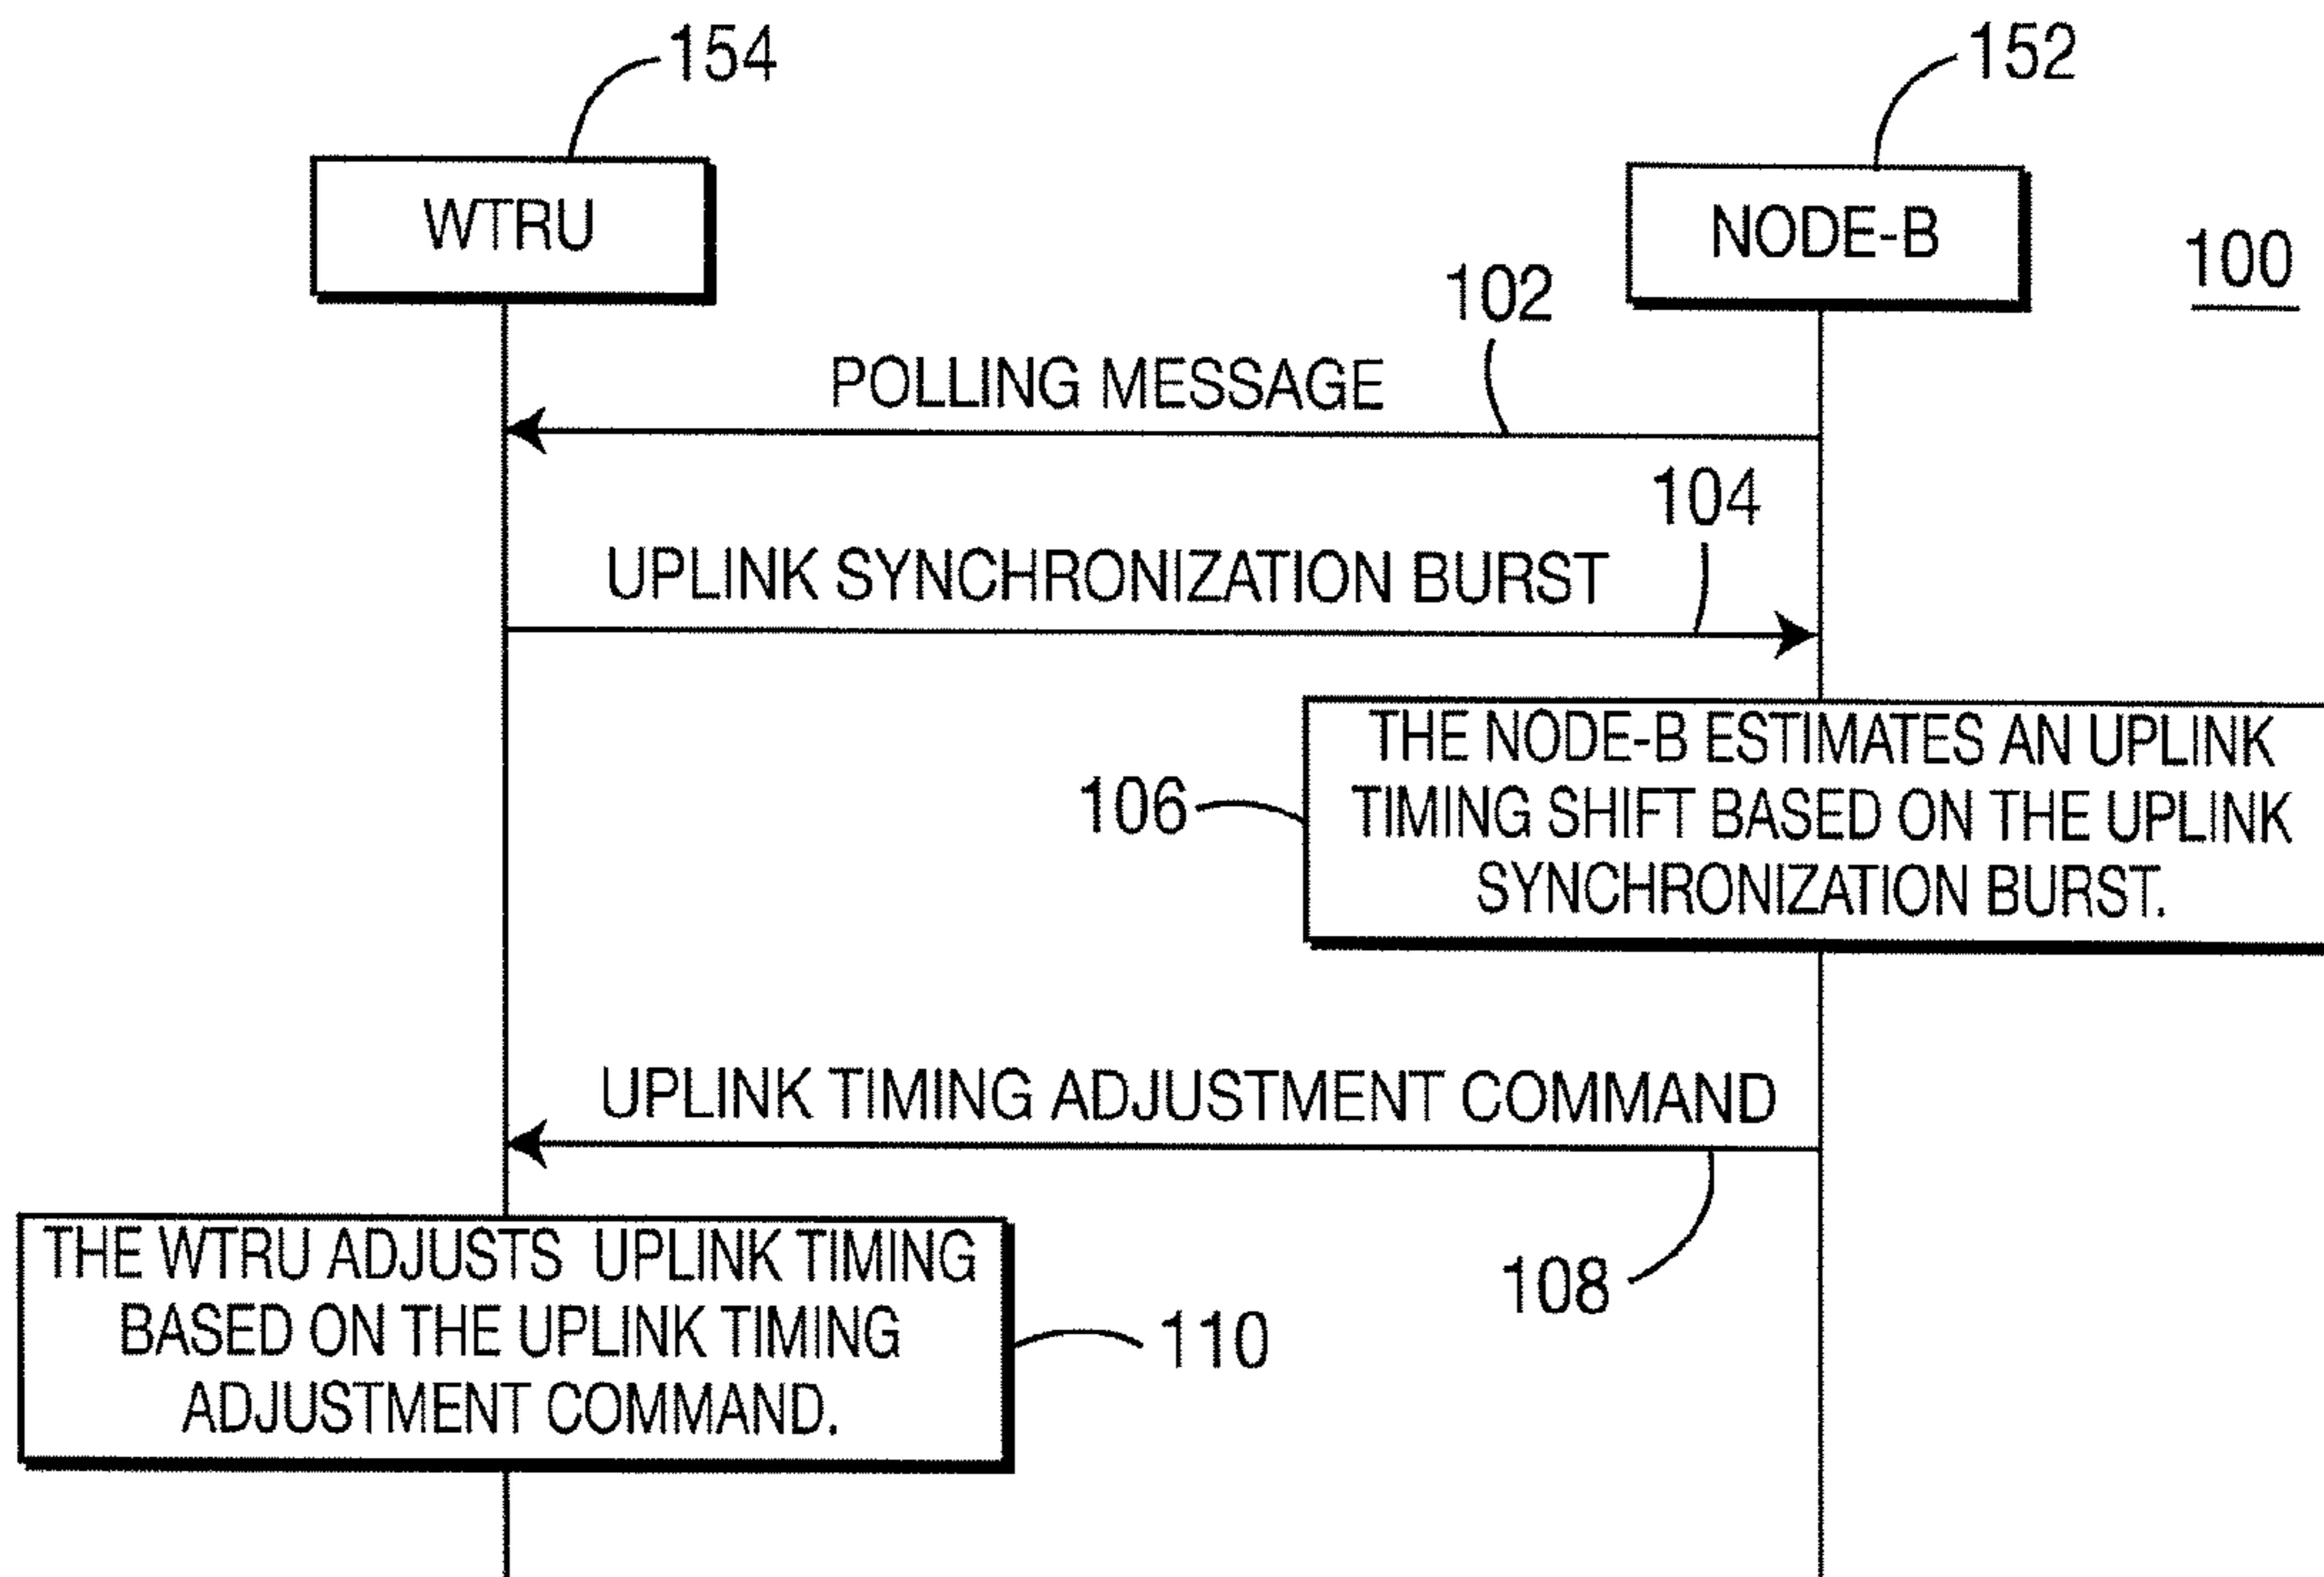 154
152
WTRU
NODE-B
100
102
POLLING MESSAGE
104
UPLINK SYNCHRONIZATION BURST
THE NODE-B ESTIMATES AN UPLINK
TIMING SHIFT BASED ON THE UPLINK
SYNCHRONIZATION BURST.
106
UPLINK TIMING ADJUSTMENT COMMAND
108
THE WTRU ADJUSTS UPLINK TIMING
BASED ON THE UPLINK TIMING
ADJUSTMENT COMMAND.
110